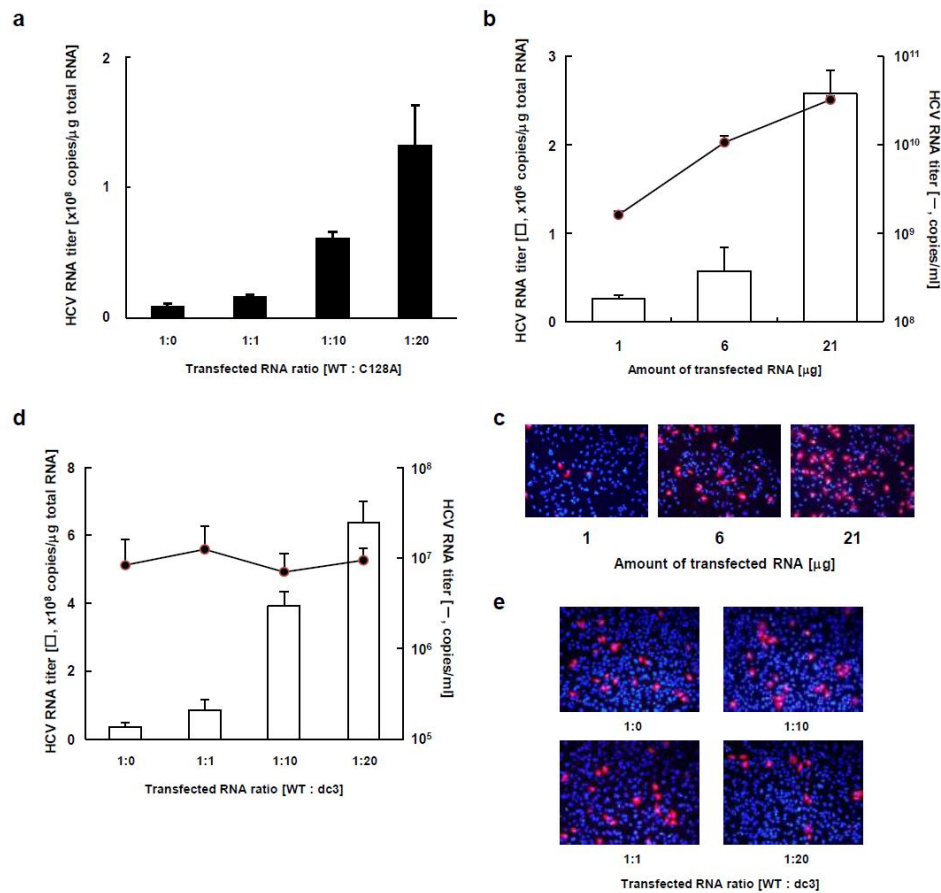 a
HCV RNA titer [x10⁸ copies/μg total RNA]
2
1
0
1:0 1:1 1:10 1:20
Transfected RNA ratio [WT : C128A]
b
HCV RNA titer [□, x10⁶ copies/μg total RNA]
3
2
1
0
10¹¹
10¹⁰
10⁹
10⁸
HCV RNA titer [—, copies/ml]
1 6 21
Amount of transfected RNA [μg]
d
HCV RNA titer [□, x10⁸ copies/μg total RNA]
8
6
4
2
0
10⁸
10⁷
10⁶
10⁵
HCV RNA titer [—, copies/ml]
1:0 1:1 1:10 1:20
Transfected RNA ratio [WT : dc3]
c
1 6 21
Amount of transfected RNA [μg]
e
1:0 1:10
1:1 1:20
Transfected RNA ratio [WT : dc3]